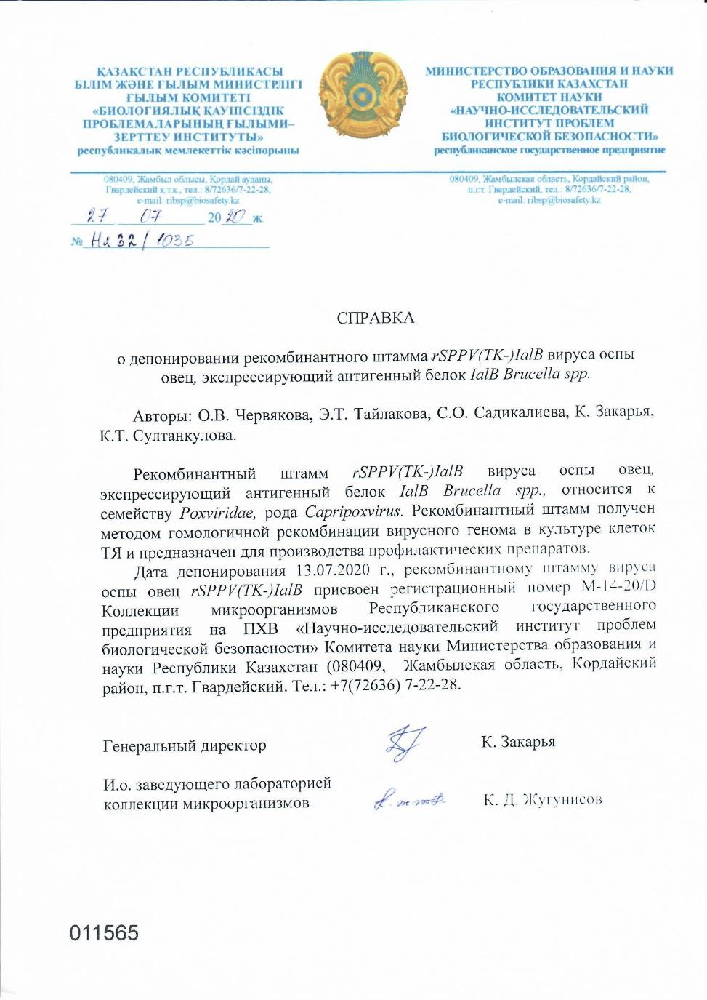 ҚАЗАҚСТАН РЕСПУБЛИКАСЫ
БІЛІМ ЖӘНЕ ҒЫЛЫМ МИНИСТРЛІГІ
ҒЫЛЫМ КОМИТЕТІ
«БИОЛОГИЯЛЫҚ ҚАУІПСІЗДІК
ПРОБЛЕМАЛАРЫНЫҢ ҒЫЛЫМИ–
ЗЕРТТЕУ ИНСТИТУТЫ»
республикалық мемлекеттік кәсіпорыны
МИНИСТЕРСТВО ОБРАЗОВАНИЯ И НАУКИ
РЕСПУБЛИКИ КАЗАХСТАН
КОМИТЕТ НАУКИ
«НАУЧНО-ИССЛЕДОВАТЕЛЬСКИЙ
ИНСТИТУТ ПРОБЛЕМ
БИОЛОГИЧЕСКОЙ БЕЗОПАСНОСТИ»
республиканское государственное предприятие
080409, Жамбыл облысы, Қордай ауданы,
Гвардейский қ.т.к., тел.: 8/72636/7-22-28,
e-mail: ribsp@biosafety.kz
080409, Жамбылская область, Кордайский район,
п.г.т. Гвардейский, тел.: 8/72636/7-22-28,
e-mail: ribsp@biosafety.kz
27 07 2020 ж.
№ Ил 32/1035
СПРАВКА
о депонировании рекомбинантного штамма rSPPV(TK-)IalB вируса оспы
овец, экспрессирующий антигенный белок IalB Brucella spp.
Авторы: О.В. Червякова, Э.Т. Тайлакова, С.О. Садикалиева, К. Закарья,
К.Т. Султанкулова.
Рекомбинантный штамм rSPPV(TK-)IalB вируса оспы овец,
экспрессирующий антигенный белок IalB Brucella spp., относится к
семейству Poxviridae, рода Capripoxvirus. Рекомбинантный штамм получен
методом гомологичной рекомбинации вирусного генома в культуре клеток
ТЯ и предназначен для производства профилактических препаратов.
Дата депонирования 13.07.2020 г., рекомбинантному штамму вируса
оспы овец rSPPV(TK-)IalB присвоен регистрационный номер М-14-20/D
Коллекции микроорганизмов Республиканского государственного
предприятия на ПХВ «Научно-исследовательский институт проблем
биологической безопасности» Комитета науки Министерства образования и
науки Республики Казахстан (080409, Жамбылская область, Кордайский
район, п.г.т. Гвардейский. Тел.: +7(72636) 7-22-28.
Генеральный директор К. Закарья
И.о. заведующего лабораторией
коллекции микроорганизмов К. Д. Жугунисов
011565